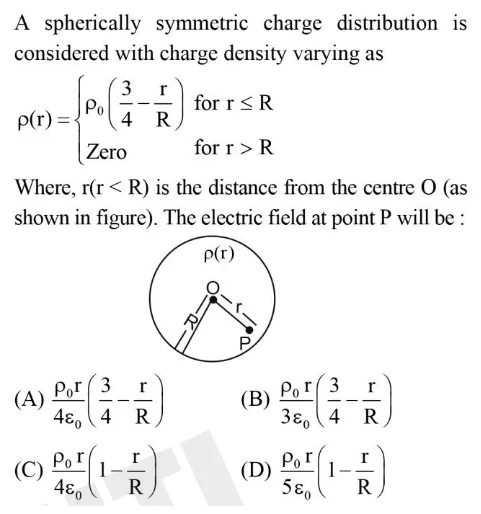 A spherically symmetric charge distribution is
considered with charge density varying as
ρ(r) = { ρ₀(3/4 − r/R) for r ≤ R
Zero for r > R
Where, r(r < R) is the distance from the centre O (as
shown in figure). The electric field at point P will be :
ρ(r)
O
r
R
P
(A) ρ₀r/4ε₀ (3/4 − r/R) (B) ρ₀r/3ε₀ (3/4 − r/R)
(C) ρ₀r/4ε₀ (1 − r/R) (D) ρ₀r/5ε₀ (1 − r/R)